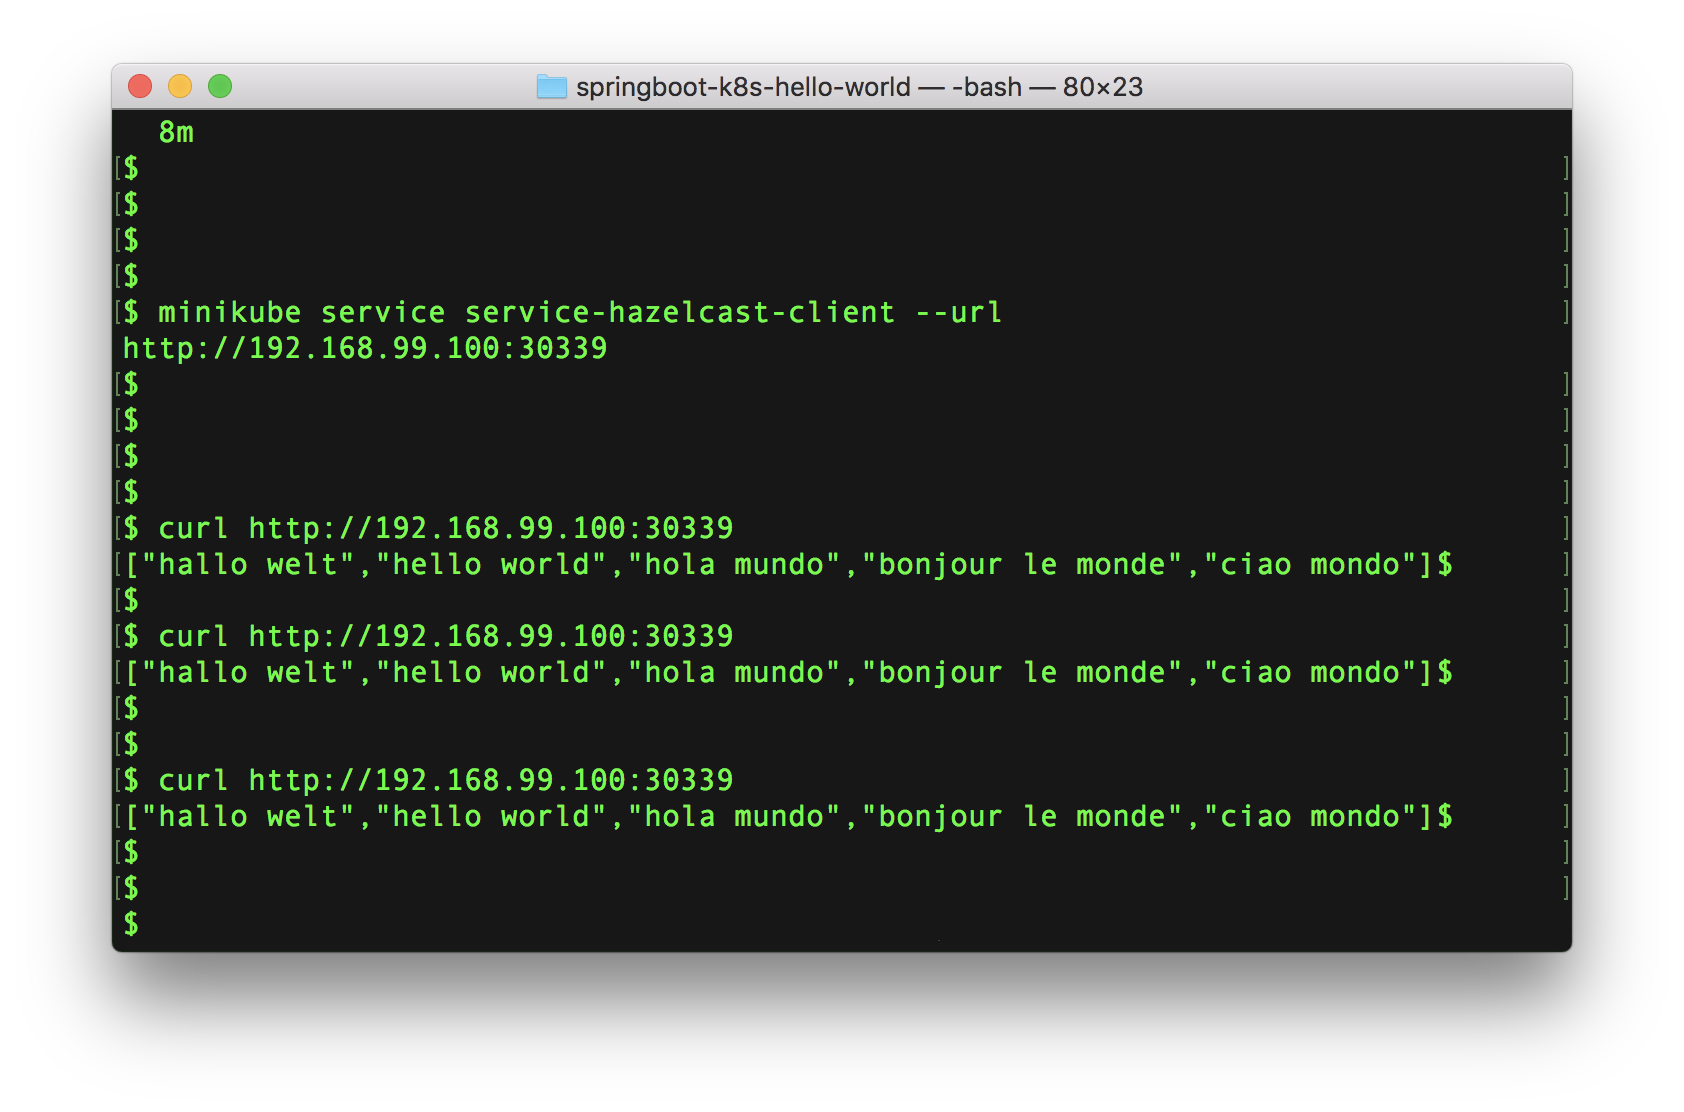 springboot-k8s-hello-world — -bash — 80×23
8m
[$ ]
[$ ]
[$ ]
[$ ]
[$ minikube service service-hazelcast-client --url ]
http://192.168.99.100:30339
[$ ]
[$ ]
[$ ]
[$ ]
[$ curl http://192.168.99.100:30339 ]
[["hallo welt","hello world","hola mundo","bonjour le monde","ciao mondo"]$ ]
[$ ]
[$ curl http://192.168.99.100:30339 ]
[["hallo welt","hello world","hola mundo","bonjour le monde","ciao mondo"]$ ]
[$ ]
[$ ]
[$ curl http://192.168.99.100:30339 ]
[["hallo welt","hello world","hola mundo","bonjour le monde","ciao mondo"]$ ]
[$ ]
[$ ]
$